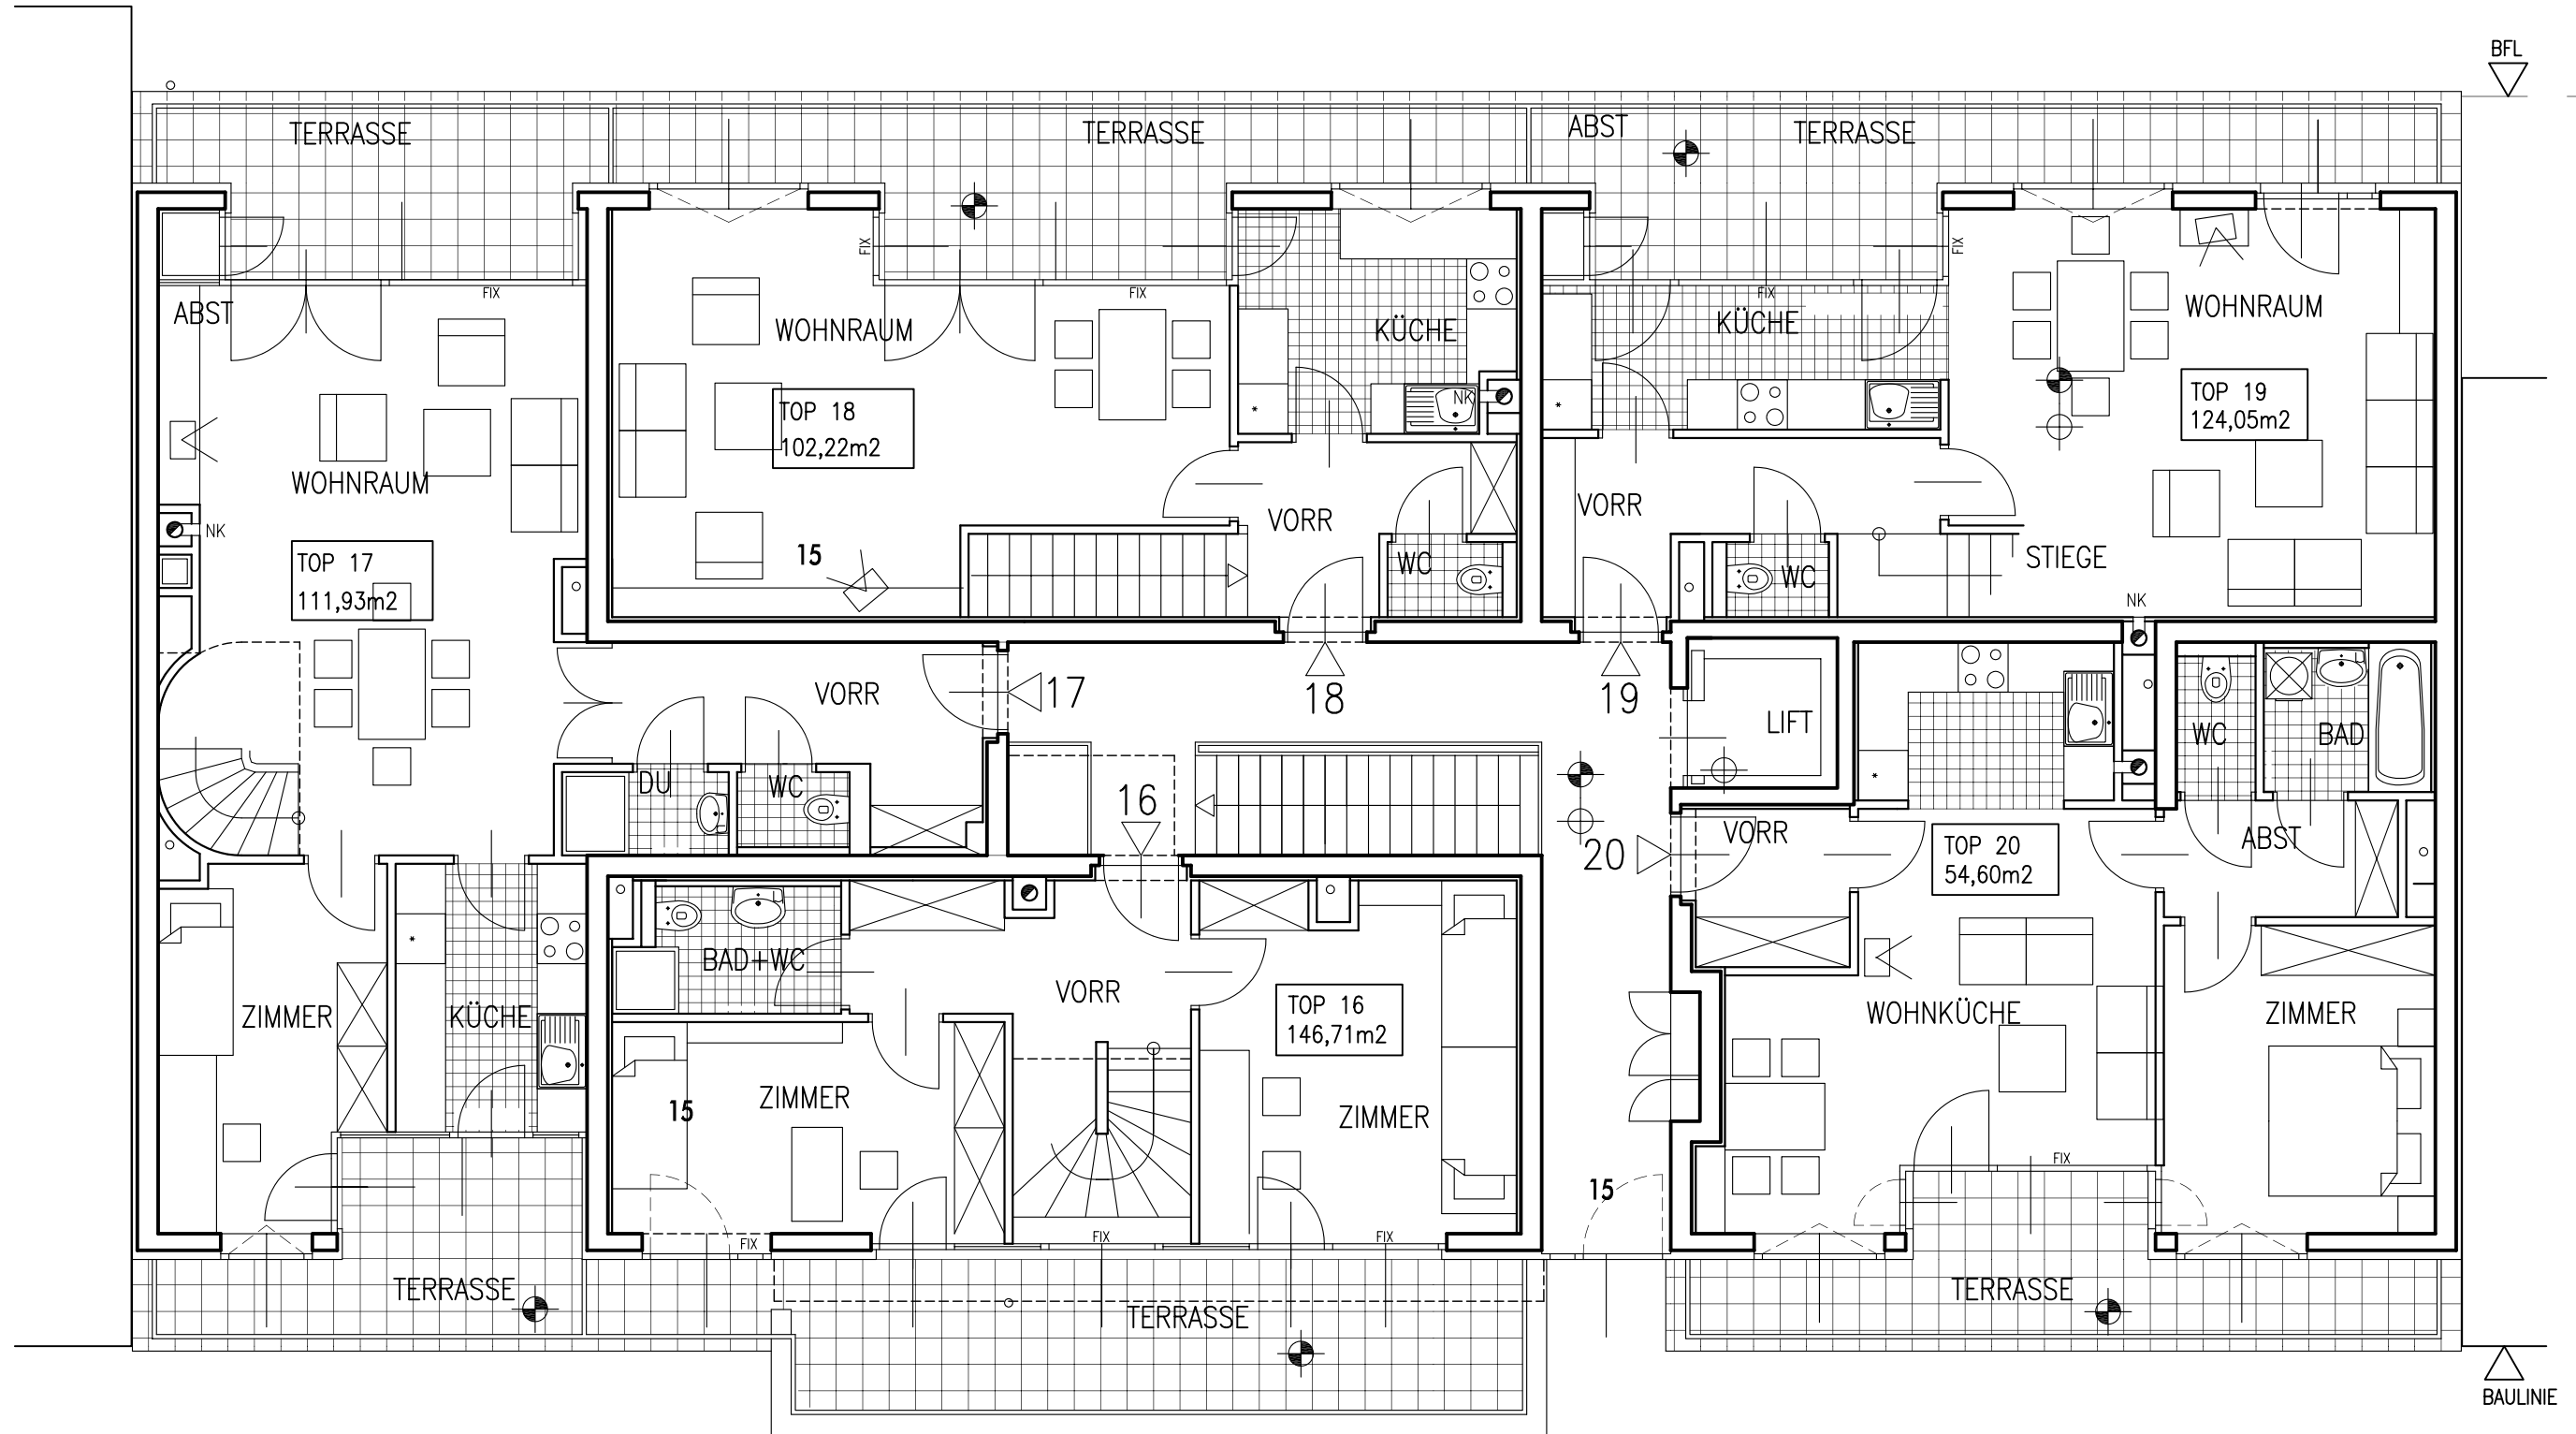 BFL
TERRASSE
TERRASSE
ABST
TERRASSE
FIX
FIX
ABST
FIX
FIX
FIX
WOHNRAUM
KÜCHE
KÜCHE
WOHNRAUM
TOP 18
102,22m2
NK
TOP 19
124,05m2
WOHNRAUM
NK
VORR
VORR
15
WC
WC
STIEGE
TOP 17
111,93m2
NK
VORR
17
18
19
LIFT
WC
BAD
DU
WC
16
20
VORR
TOP 20
54,60m2
ABST
BAD+WC
VORR
TOP 16
146,71m2
ZIMMER
KÜCHE
WOHNKÜCHE
ZIMMER
ZIMMER
15
ZIMMER
FIX
15
FIX
FIX
FIX
TERRASSE
TERRASSE
TERRASSE
BAULINIE